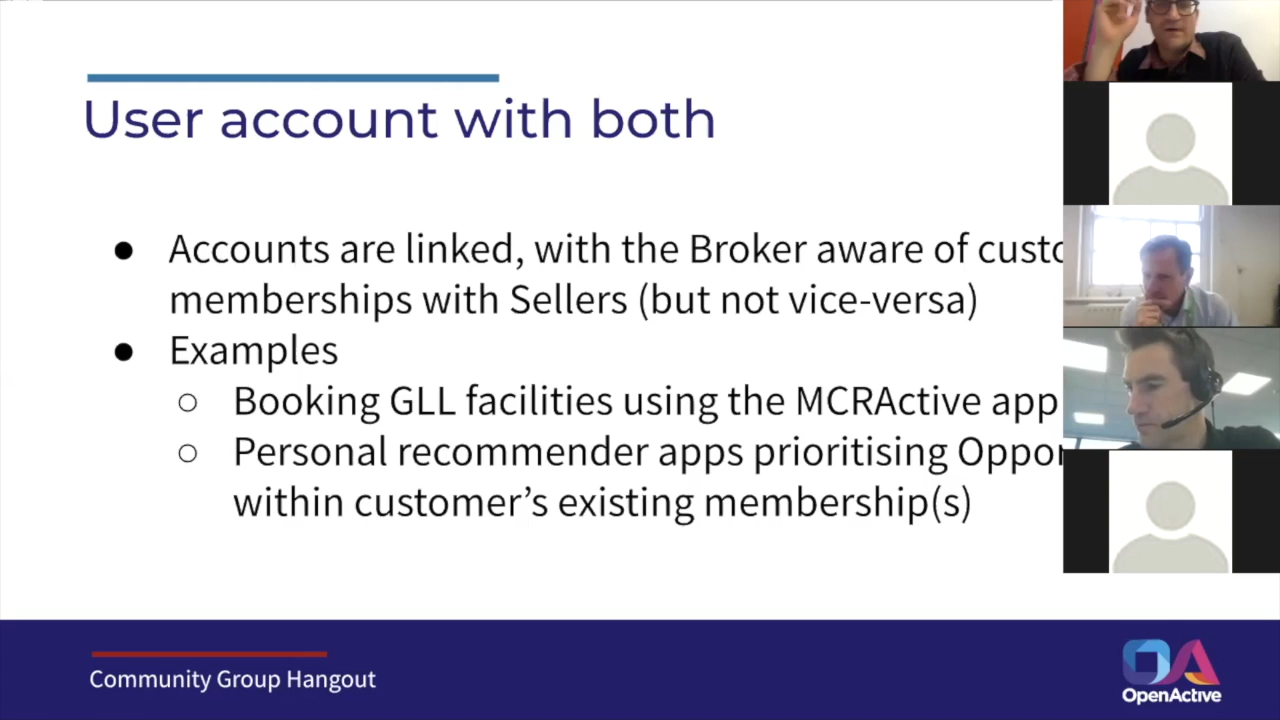 User account with both
● Accounts are linked, with the Broker aware of
memberships with Sellers (but not vice-versa)
● Examples
○ Booking GLL facilities using the MCRActive app
○ Personal recommender apps prioritising
within customer’s existing membership(s)
Community Group Hangout
OpenActive